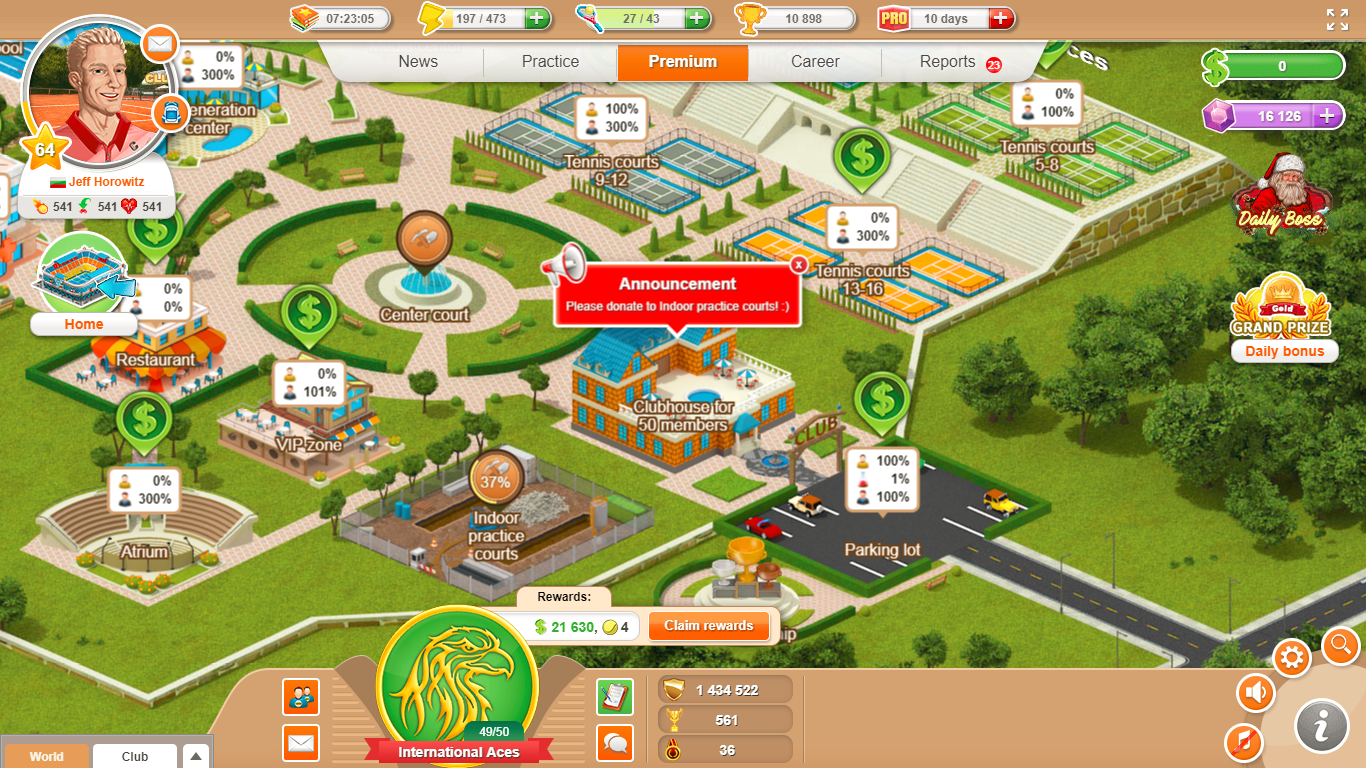 07:23:05
197 / 473
27 / 43
10 898
PRO
10 days
News
Practice
Premium
Career
Reports
23
0
16 126
64
Jeff Horowitz
541
541
541
Home
0%
300%
eneration
center
100%
300%
Tennis courts
9-12
0%
100%
Tennis courts
5-8
0%
300%
Tennis courts
13-16
Daily Boss
Gold
GRAND PRIZE
Daily bonus
Announcement
Please donate to Indoor practice courts! :)
x
Center court
0%
0%
Restaurant
0%
101%
VIP zone
Clubhouse for
50 members
CLUB
0%
300%
Atrium
37%
Indoor
practice
courts
100%
1%
100%
Parking lot
Rewards:
21 630, 4
Claim rewards
49/50
International Aces
1 434 522
561
36
World
Club